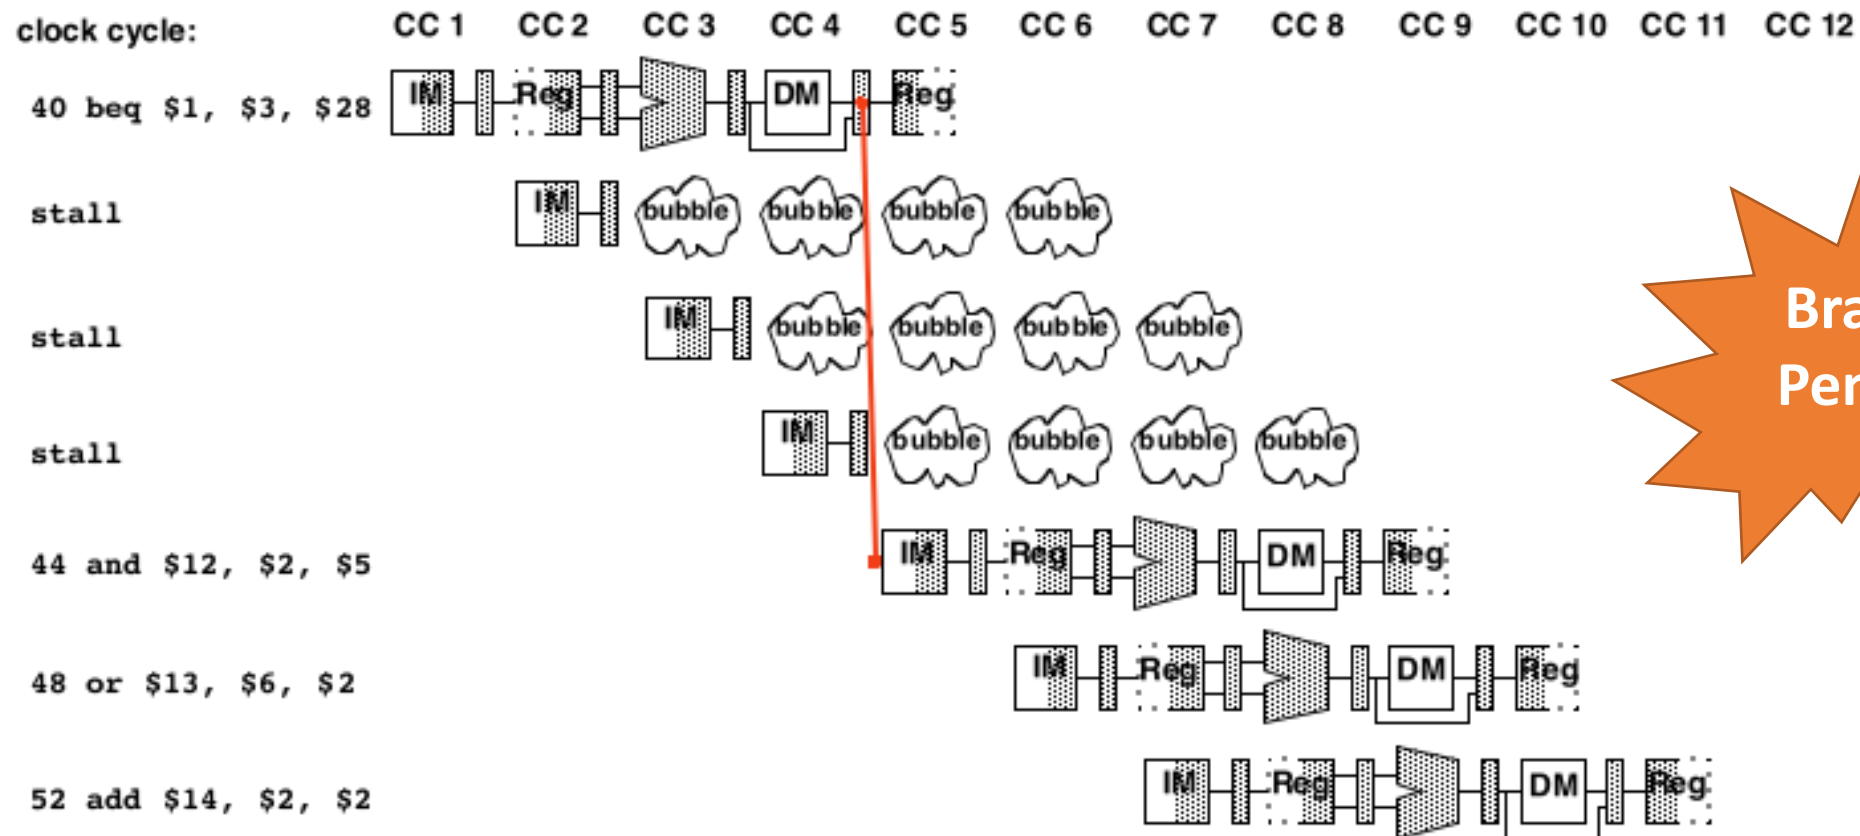 clock cycle: CC 1 CC 2 CC 3 CC 4 CC 5 CC 6 CC 7 CC 8 CC 9 CC 10 CC 11 CC 12
40 beq $1, $3, $28 IM Reg DM Reg
stall IM bubble bubble bubble bubble
Bra
stall IM bubble bubble bubble bubble
Per
stall IM bubble bubble bubble bubble
44 and $12, $2, $5 IM Reg DM Reg
48 or $13, $6, $2 IM Reg DM Reg
52 add $14, $2, $2 IM Reg DM Reg